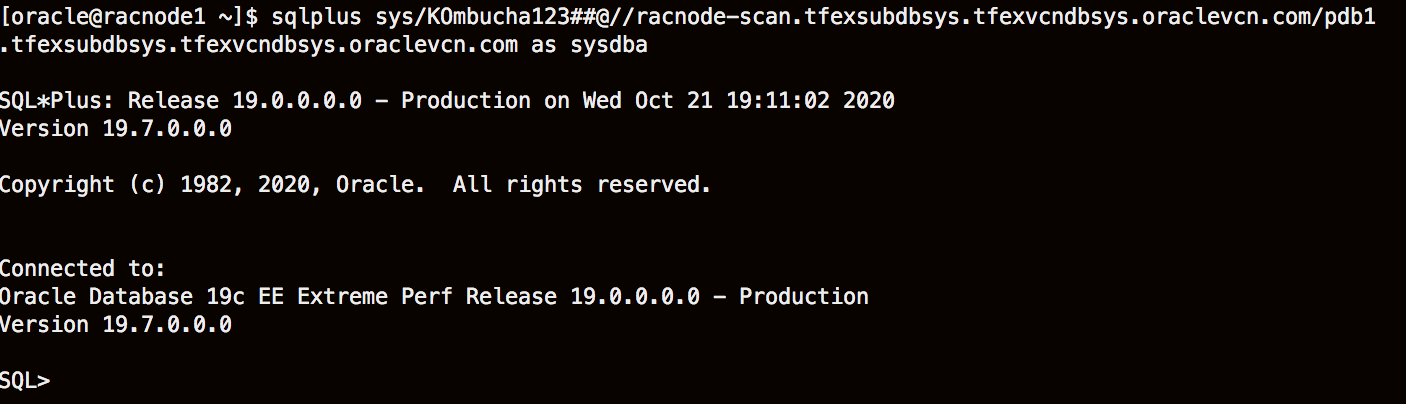 [oracle@racnode1 ~]$ sqlplus sys/KOmbucha123##@//racnode-scan.tfexsubdbsys.tfexvcndbsys.oraclevcn.com/pdb1
.tfexsubdbsys.tfexvcndbsys.oraclevcn.com as sysdba
SQL*Plus: Release 19.0.0.0.0 - Production on Wed Oct 21 19:11:02 2020
Version 19.7.0.0.0
Copyright (c) 1982, 2020, Oracle.  All rights reserved.
Connected to:
Oracle Database 19c EE Extreme Perf Release 19.0.0.0.0 - Production
Version 19.7.0.0.0
SQL>